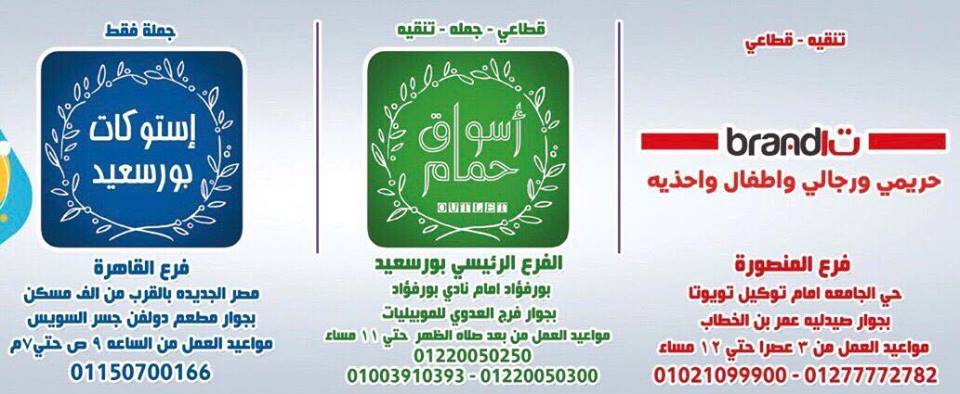 تنقيه - قطاعي
brandات
حريمي ورجالي واطفال واحذيه
فرع المنصورة
حي الجامعه امام توكيل تويوتا
بجوار صيدليه عمر بن الخطاب
مواعيد العمل من ٣ عصرا حتي ١٢ مساء
01021099900 - 01277772782
قطاعي - جمله - تنقيه
أسواق
حمام
OUTLET
الفرع الرئيسي بورسعيد
بورفؤاد امام نادي بورفؤاد
بجوار فرج العدوي للموبيليات
مواعيد العمل من بعد صلاه الظهر حتي ١١ مساء
01220050250
01003910393 - 01220050300
جملة فقط
إستوكات
بورسعيد
فرع القاهرة
مصر الجديده بالقرب من الف مسكن
بجوار مطعم دولفن جسر السويس
مواعيد العمل من الساعه ٩ ص حتي٧م
01150700166